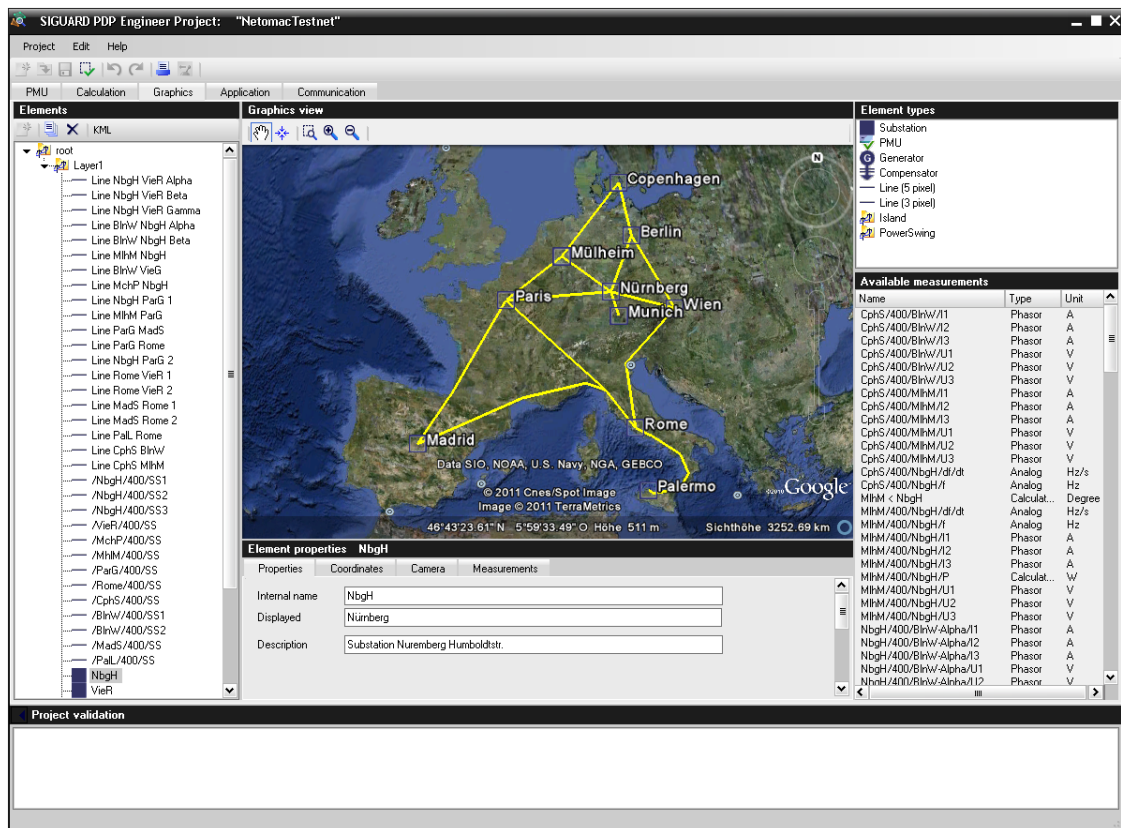 SIGUARD PDP Engineer Project: "NetomacTestnet"
Project Edit Help
PMU Calculation Graphics Application Communication
Elements
KML
root
Layer1
Line NbgH VieR Alpha
Line NbgH VieR Beta
Line NbgH VieR Gamma
Line BlnW NbgH Alpha
Line BlnW NbgH Beta
Line MlhM NbgH
Line BlnW VieG
Line MchP NbgH
Line NbgH ParG 1
Line MlhM ParG
Line ParG MadS
Line ParG Rome
Line NbgH ParG 2
Line Rome VieR 1
Line Rome VieR 2
Line MadS Rome 1
Line MadS Rome 2
Line PalL Rome
Line CphS BlnW
Line CphS MlhM
/NbgH/400/SS1
/NbgH/400/SS2
/NbgH/400/SS3
/VieR/400/SS
/MchP/400/SS
/MhlM/400/SS
/ParG/400/SS
/Rome/400/SS
/CphS/400/SS
/BlnW/400/SS1
/BlnW/400/SS2
/MadS/400/SS
/PalL/400/SS
NbgH
VieR
Graphics view
N
Copenhagen
Berlin
Mülheim
Nürnberg
Paris
Wien
Munich
Rome
Madrid
Palermo
Data SIO, NOAA, U.S. Navy, NGA, GEBCO
© 2011 Cnes/Spot Image
Image © 2011 TerraMetrics
©2010 Google
46°43'23.61" N 5°59'33.49" O Höhe 511 m Sichthöhe 3252.69 km
Element properties NbgH
Properties Coordinates Camera Measurements
Internal name NbgH
Displayed Nürnberg
Description Substation Nuremberg Humboldtstr.
Element types
Substation
PMU
G Generator
Compensator
Line (5 pixel)
Line (3 pixel)
Island
PowerSwing
Available measurements
Name Type Unit
CphS/400/BlnW/I1 Phasor A
CphS/400/BlnW/I2 Phasor A
CphS/400/BlnW/I3 Phasor A
CphS/400/BlnW/U1 Phasor V
CphS/400/BlnW/U2 Phasor V
CphS/400/BlnW/U3 Phasor V
CphS/400/MlhM/I1 Phasor A
CphS/400/MlhM/I2 Phasor A
CphS/400/MlhM/I3 Phasor A
CphS/400/MlhM/U1 Phasor V
CphS/400/MlhM/U2 Phasor V
CphS/400/MlhM/U3 Phasor V
CphS/400/NbgH/df/dt Analog Hz/s
CphS/400/NbgH/f Analog Hz
MlhM < NbgH Calculat... Degree
MlhM/400/NbgH/df/dt Analog Hz/s
MlhM/400/NbgH/f Analog Hz
MlhM/400/NbgH/I1 Phasor A
MlhM/400/NbgH/I2 Phasor A
MlhM/400/NbgH/I3 Phasor A
MlhM/400/NbgH/P Calculat... W
MlhM/400/NbgH/U1 Phasor V
MlhM/400/NbgH/U2 Phasor V
MlhM/400/NbgH/U3 Phasor V
NbgH/400/BlnW-Alpha/I1 Phasor A
NbgH/400/BlnW-Alpha/I2 Phasor A
NbgH/400/BlnW-Alpha/I3 Phasor A
NbgH/400/BlnW-Alpha/U1 Phasor V
NbgH/400/BlnW-Alpha/U2 Phasor V
Project validation